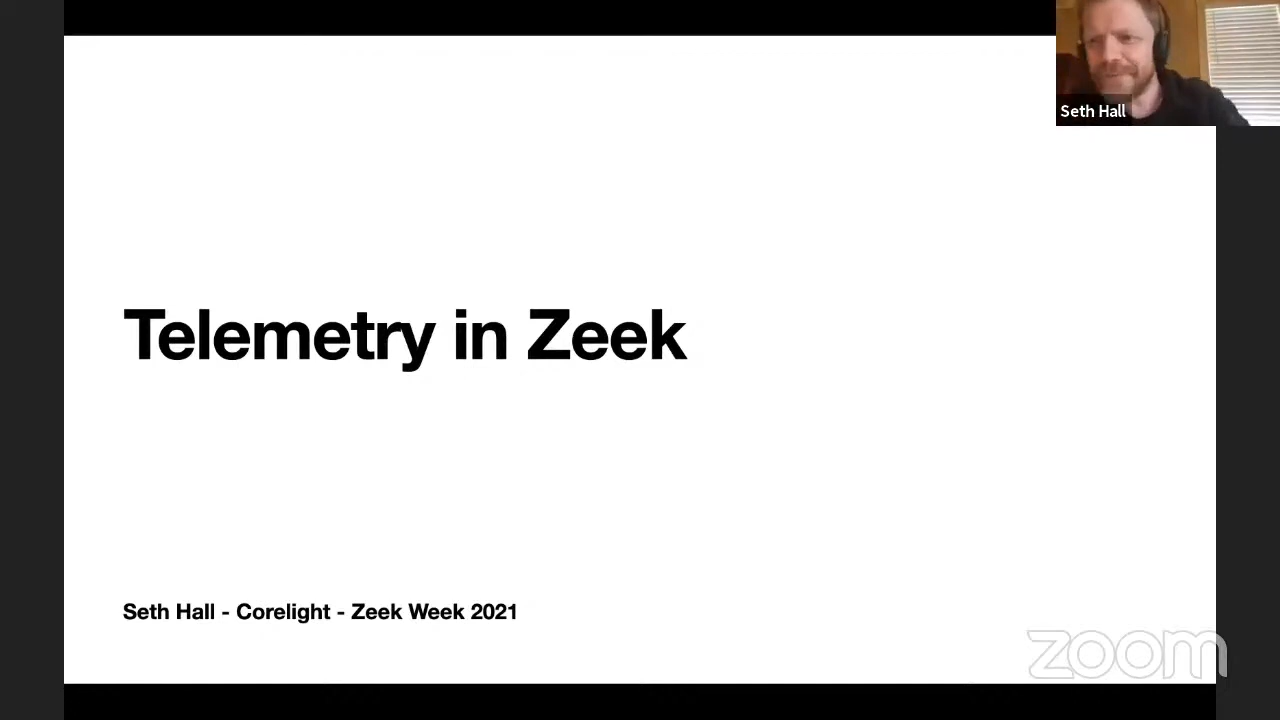 Seth Hall
Telemetry in Zeek
Seth Hall - Corelight - Zeek Week 2021
zoom